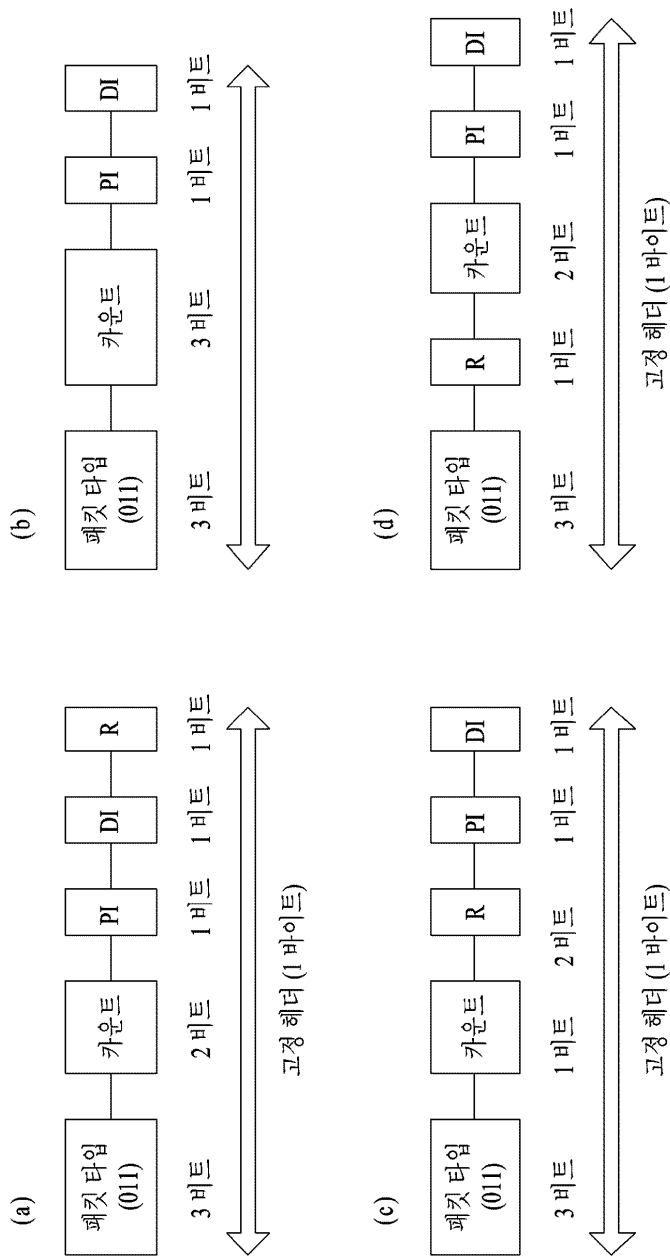 (a)
패킷 타입
(011)
카운트
PI
DI
R
3 비트
2 비트
1 비트
1 비트
1 비트
고정 헤더 (1 바이트)
(b)
패킷 타입
(011)
카운트
PI
DI
3 비트
3 비트
1 비트
1 비트
(c)
패킷 타입
(011)
카운트
R
PI
DI
3 비트
1 비트
2 비트
1 비트
1 비트
고정 헤더 (1 바이트)
(d)
패킷 타입
(011)
R
카운트
PI
DI
3 비트
1 비트
2 비트
1 비트
1 비트
고정 헤더 (1 바이트)